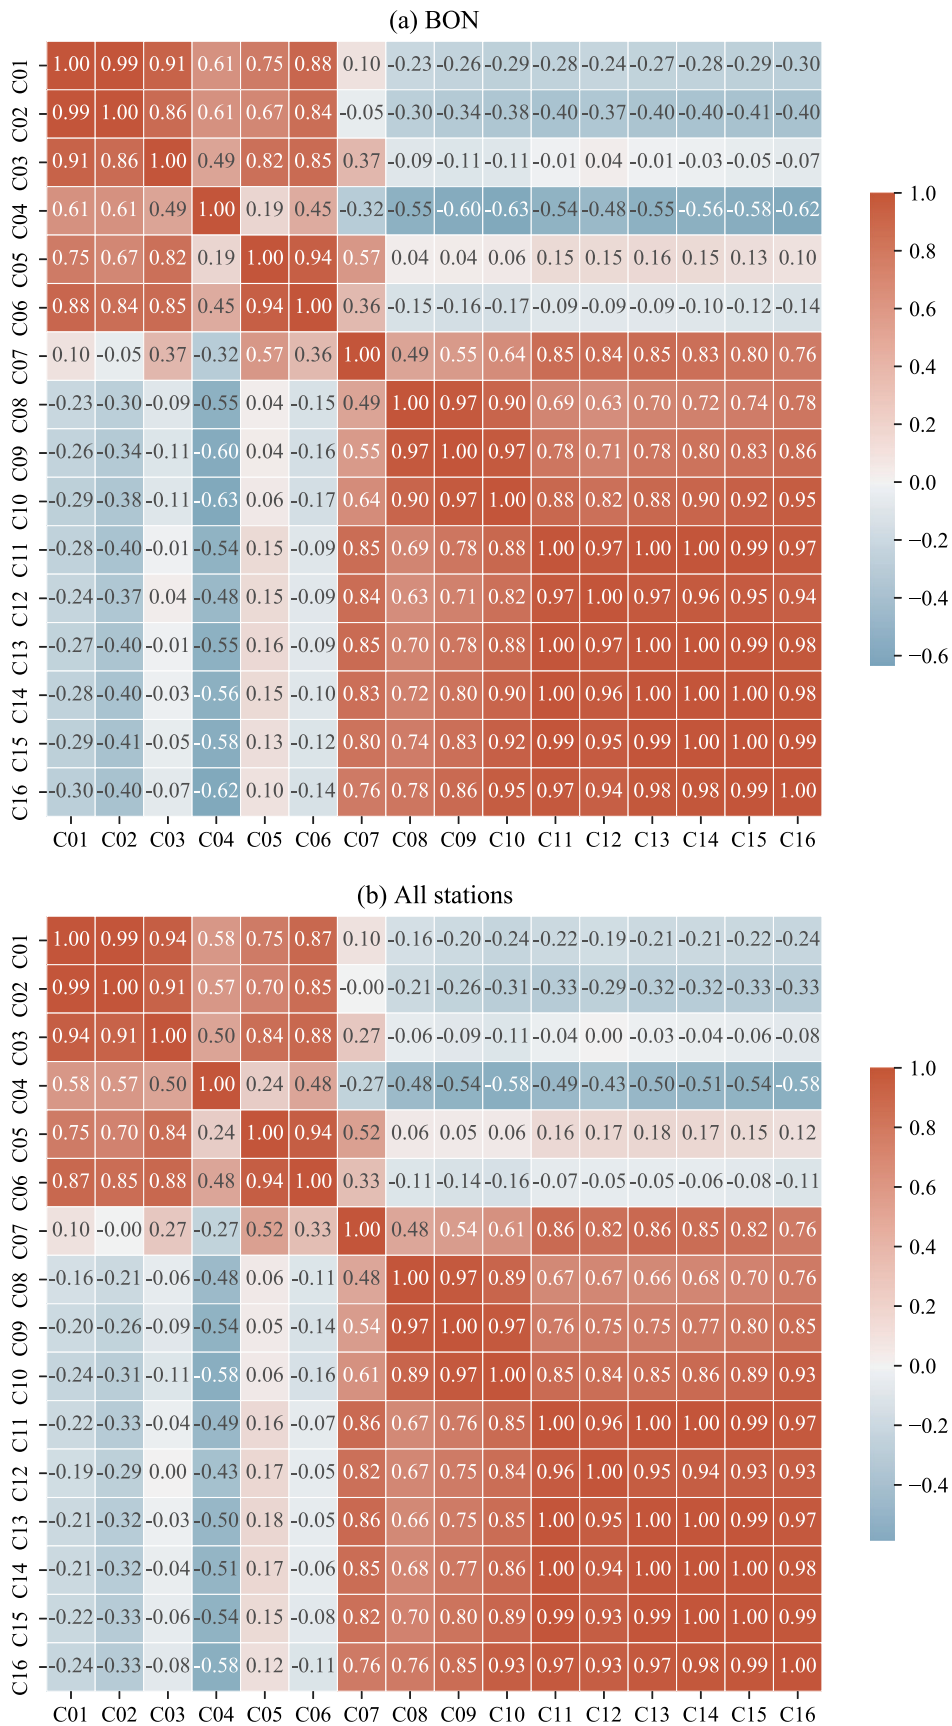 (a) BON
C01 1.00 0.99 0.91 0.61 0.75 0.88 0.10 -0.23 -0.26 -0.29 -0.28 -0.24 -0.27 -0.28 -0.29 -0.30
C02 0.99 1.00 0.86 0.61 0.67 0.84 -0.05 -0.30 -0.34 -0.38 -0.40 -0.37 -0.40 -0.40 -0.41 -0.40
C03 0.91 0.86 1.00 0.49 0.82 0.85 0.37 -0.09 -0.11 -0.11 -0.01 0.04 -0.01 -0.03 -0.05 -0.07
C04 0.61 0.61 0.49 1.00 0.19 0.45 -0.32 -0.55 -0.60 -0.63 -0.54 -0.48 -0.55 -0.56 -0.58 -0.62
C05 0.75 0.67 0.82 0.19 1.00 0.94 0.57 0.04 0.04 0.06 0.15 0.15 0.16 0.15 0.13 0.10
C06 0.88 0.84 0.85 0.45 0.94 1.00 0.36 -0.15 -0.16 -0.17 -0.09 -0.09 -0.09 -0.10 -0.12 -0.14
C07 0.10 -0.05 0.37 -0.32 0.57 0.36 1.00 0.49 0.55 0.64 0.85 0.84 0.85 0.83 0.80 0.76
C08 -0.23 -0.30 -0.09 -0.55 0.04 -0.15 0.49 1.00 0.97 0.90 0.69 0.63 0.70 0.72 0.74 0.78
C09 -0.26 -0.34 -0.11 -0.60 0.04 -0.16 0.55 0.97 1.00 0.97 0.78 0.71 0.78 0.80 0.83 0.86
C10 -0.29 -0.38 -0.11 -0.63 0.06 -0.17 0.64 0.90 0.97 1.00 0.88 0.82 0.88 0.90 0.92 0.95
C11 -0.28 -0.40 -0.01 -0.54 0.15 -0.09 0.85 0.69 0.78 0.88 1.00 0.97 1.00 1.00 0.99 0.97
C12 -0.24 -0.37 0.04 -0.48 0.15 -0.09 0.84 0.63 0.71 0.82 0.97 1.00 0.97 0.96 0.95 0.94
C13 -0.27 -0.40 -0.01 -0.55 0.16 -0.09 0.85 0.70 0.78 0.88 1.00 0.97 1.00 1.00 0.99 0.98
C14 -0.28 -0.40 -0.03 -0.56 0.15 -0.10 0.83 0.72 0.80 0.90 1.00 0.96 1.00 1.00 1.00 0.98
C15 -0.29 -0.41 -0.05 -0.58 0.13 -0.12 0.80 0.74 0.83 0.92 0.99 0.95 0.99 1.00 1.00 0.99
C16 -0.30 -0.40 -0.07 -0.62 0.10 -0.14 0.76 0.78 0.86 0.95 0.97 0.94 0.98 0.98 0.99 1.00
C01 C02 C03 C04 C05 C06 C07 C08 C09 C10 C11 C12 C13 C14 C15 C16
1.0
0.8
0.6
0.4
0.2
0.0
−0.2
−0.4
−0.6
(b) All stations
C01 1.00 0.99 0.94 0.58 0.75 0.87 0.10 -0.16 -0.20 -0.24 -0.22 -0.19 -0.21 -0.21 -0.22 -0.24
C02 0.99 1.00 0.91 0.57 0.70 0.85 -0.00 -0.21 -0.26 -0.31 -0.33 -0.29 -0.32 -0.32 -0.33 -0.33
C03 0.94 0.91 1.00 0.50 0.84 0.88 0.27 -0.06 -0.09 -0.11 -0.04 0.00 -0.03 -0.04 -0.06 -0.08
C04 0.58 0.57 0.50 1.00 0.24 0.48 -0.27 -0.48 -0.54 -0.58 -0.49 -0.43 -0.50 -0.51 -0.54 -0.58
C05 0.75 0.70 0.84 0.24 1.00 0.94 0.52 0.06 0.05 0.06 0.16 0.17 0.18 0.17 0.15 0.12
C06 0.87 0.85 0.88 0.48 0.94 1.00 0.33 -0.11 -0.14 -0.16 -0.07 -0.05 -0.05 -0.06 -0.08 -0.11
C07 0.10 -0.00 0.27 -0.27 0.52 0.33 1.00 0.48 0.54 0.61 0.86 0.82 0.86 0.85 0.82 0.76
C08 -0.16 -0.21 -0.06 -0.48 0.06 -0.11 0.48 1.00 0.97 0.89 0.67 0.67 0.66 0.68 0.70 0.76
C09 -0.20 -0.26 -0.09 -0.54 0.05 -0.14 0.54 0.97 1.00 0.97 0.76 0.75 0.75 0.77 0.80 0.85
C10 -0.24 -0.31 -0.11 -0.58 0.06 -0.16 0.61 0.89 0.97 1.00 0.85 0.84 0.85 0.86 0.89 0.93
C11 -0.22 -0.33 -0.04 -0.49 0.16 -0.07 0.86 0.67 0.76 0.85 1.00 0.96 1.00 1.00 0.99 0.97
C12 -0.19 -0.29 0.00 -0.43 0.17 -0.05 0.82 0.67 0.75 0.84 0.96 1.00 0.95 0.94 0.93 0.93
C13 -0.21 -0.32 -0.03 -0.50 0.18 -0.05 0.86 0.66 0.75 0.85 1.00 0.95 1.00 1.00 0.99 0.97
C14 -0.21 -0.32 -0.04 -0.51 0.17 -0.06 0.85 0.68 0.77 0.86 1.00 0.94 1.00 1.00 1.00 0.98
C15 -0.22 -0.33 -0.06 -0.54 0.15 -0.08 0.82 0.70 0.80 0.89 0.99 0.93 0.99 1.00 1.00 0.99
C16 -0.24 -0.33 -0.08 -0.58 0.12 -0.11 0.76 0.76 0.85 0.93 0.97 0.93 0.97 0.98 0.99 1.00
C01 C02 C03 C04 C05 C06 C07 C08 C09 C10 C11 C12 C13 C14 C15 C16
1.0
0.8
0.6
0.4
0.2
0.0
−0.2
−0.4